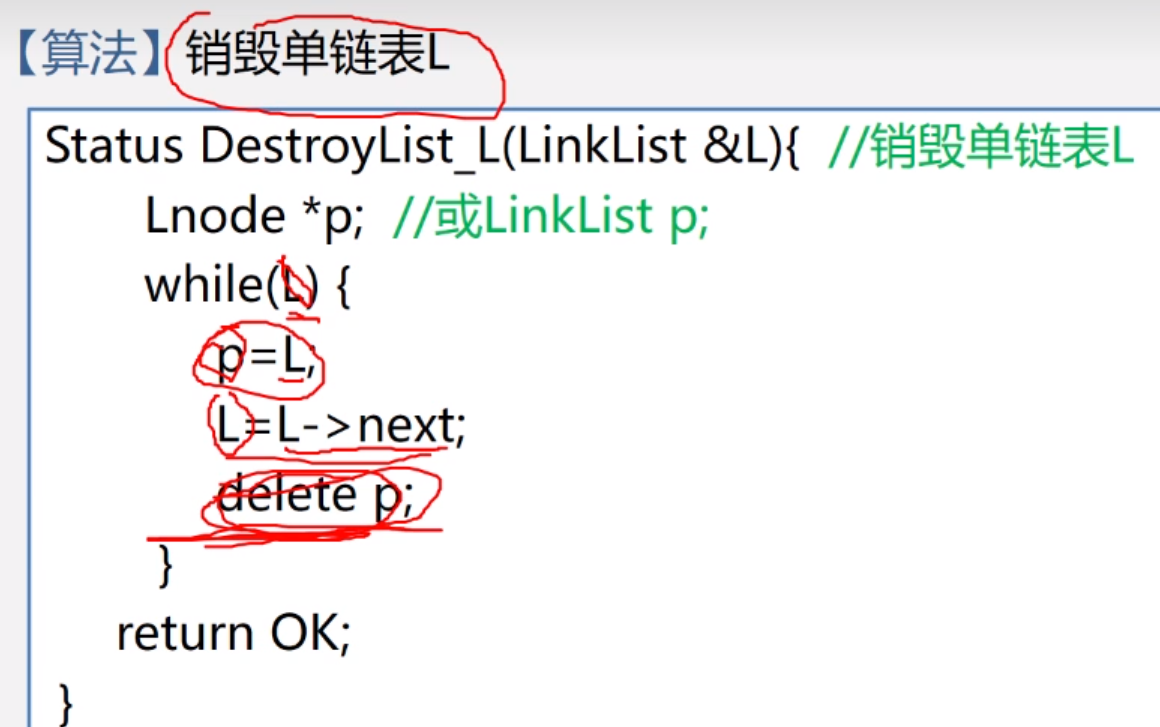 【算法】销毁单链表L
Status DestroyList_L(LinkList &L){ //销毁单链表L
Lnode *p; //或LinkList p;
while(L) {
p=L;
L=L->next;
delete p;
}
return OK;
}